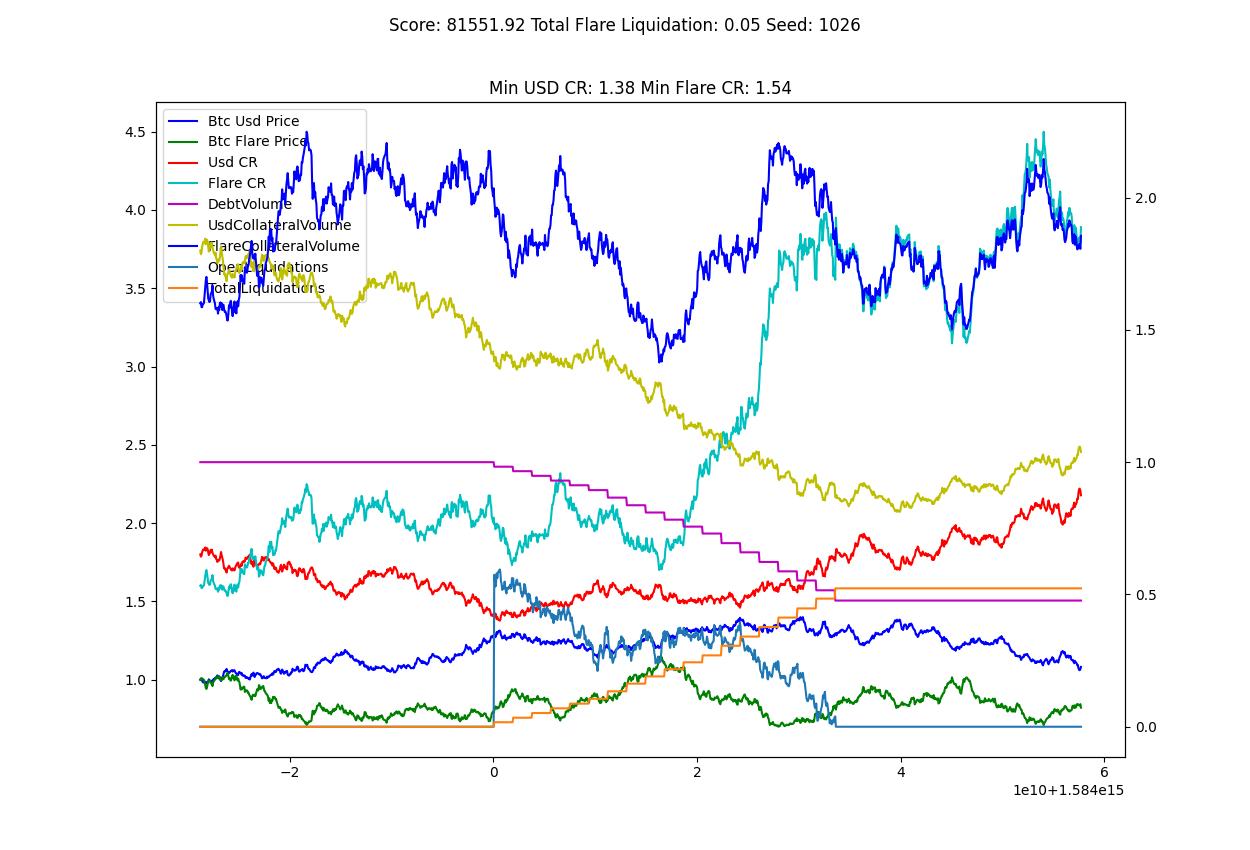 Score: 81551.92 Total Flare Liquidation: 0.05 Seed: 1026
Min USD CR: 1.38 Min Flare CR: 1.54
Btc Usd Price
Btc Flare Price
Usd CR
Flare CR
DebtVolume
UsdCollateralVolume
FlareCollateralVolume
OpenLiquidations
TotalLiquidations
4.5
4.0
3.5
3.0
2.5
2.0
1.5
1.0
2.0
1.5
1.0
0.5
0.0
−2
0
2
4
6
1e10+1.584e15